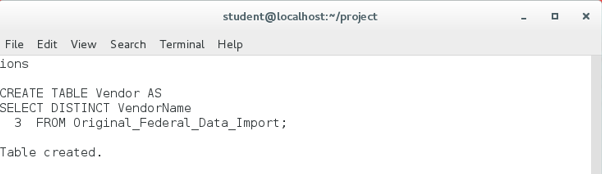 student@localhost:~/project
File Edit View Search Terminal Help
ions
CREATE TABLE Vendor AS
SELECT DISTINCT VendorName
3 FROM Original_Federal_Data_Import;
Table created.